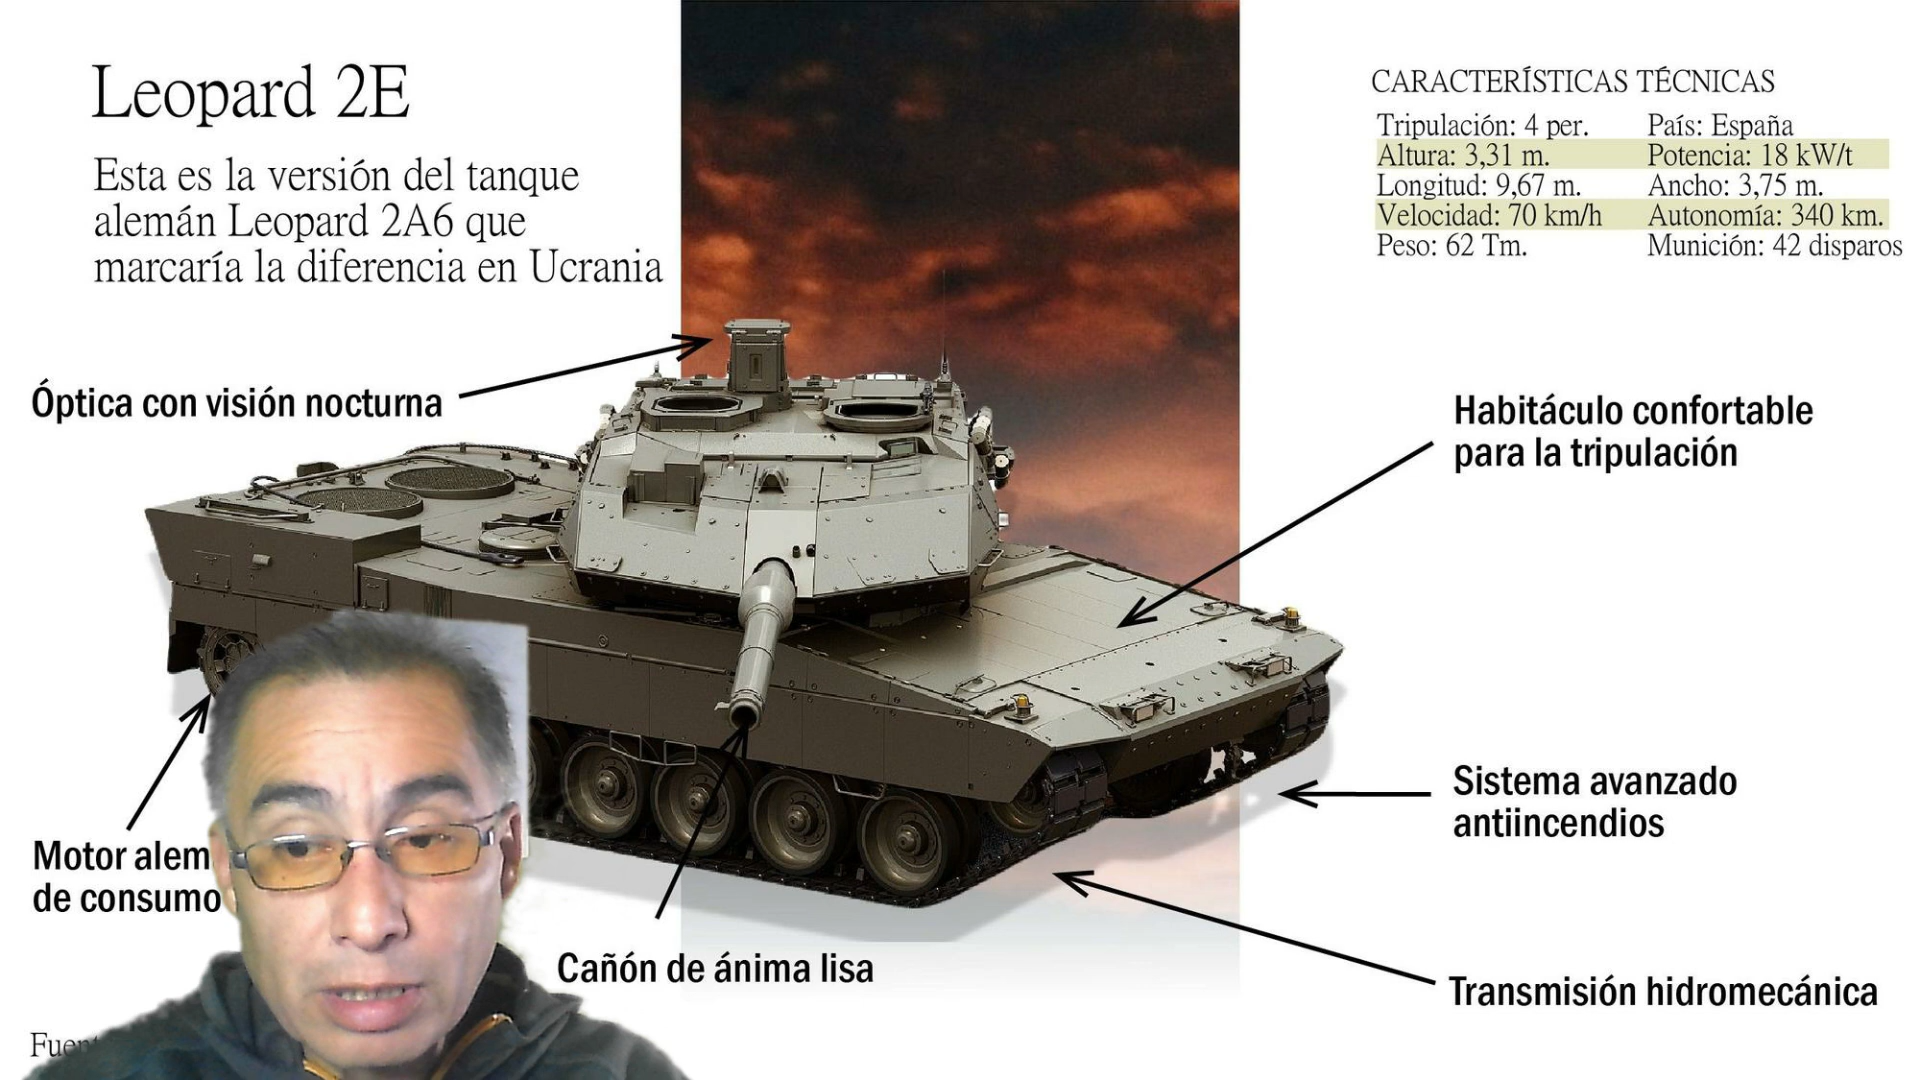 Leopard 2E
Esta es la versión del tanque
alemán Leopard 2A6 que
marcaría la diferencia en Ucrania
CARACTERÍSTICAS TÉCNICAS
Tripulación: 4 per. País: España
Altura: 3,31 m. Potencia: 18 kW/t
Longitud: 9,67 m. Ancho: 3,75 m.
Velocidad: 70 km/h Autonomía: 340 km.
Peso: 62 Tm. Munición: 42 disparos
Óptica con visión nocturna
Habitáculo confortable
para la tripulación
Sistema avanzado
antiincendios
Motor
de consumo
Cañón de ánima lisa
Transmisión hidromecánica